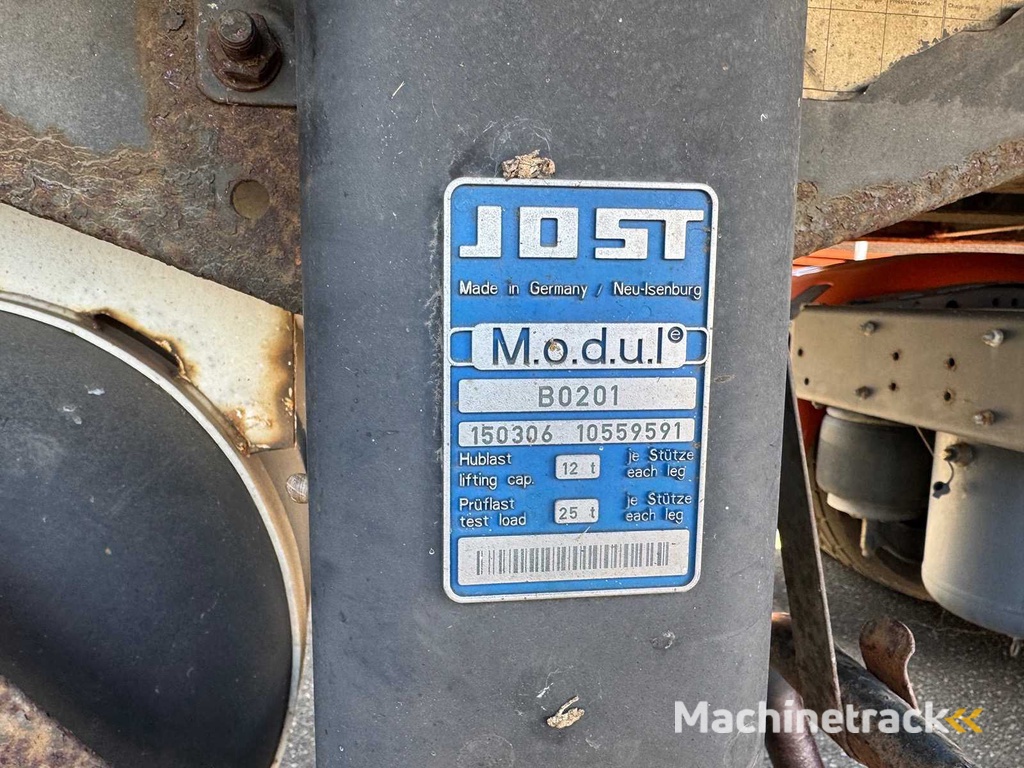 JOST
Made in Germany / Neu-Isenburg
M.o.d.u.l e
B0201
150306 10559591
Hublast 12 t je Stütze
lifting cap. each leg
Prüflast 25 t je Stütze
test load each leg
Machinetrack